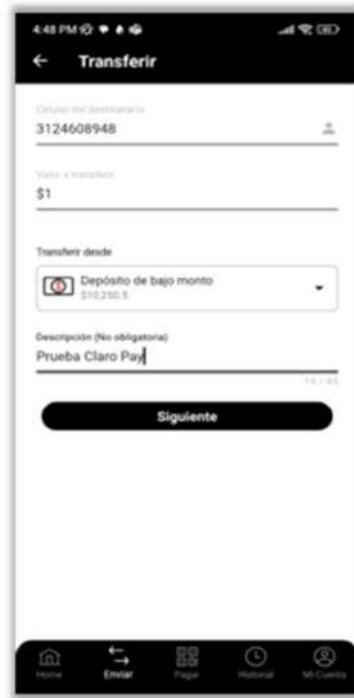 4:48 PM
Transferir
Celular del destinatario
3124608948
Valor a transferir
$1
Transferir desde
Depósito de bajo monto
$10,250.5
Descripción (No obligatoria)
Prueba Claro Pay
16 / 45
Siguiente
Home
Enviar
Pagar
Historial
Mi Cuenta